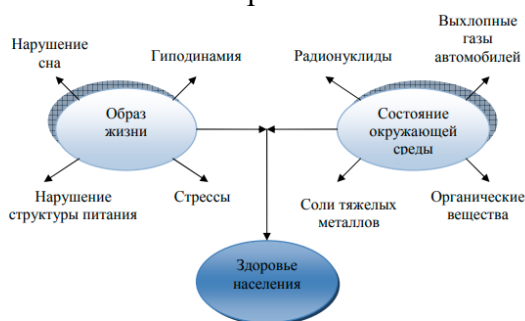 Нарушение
сна
Гиподинамия
Радионуклиды
Выхлопные
газы
автомобилей
Образ
жизни
Состояние
окружающей
среды
Нарушение
структуры питания
Стрессы
Соли тяжелых
металлов
Органические
вещества
Здоровье
населения